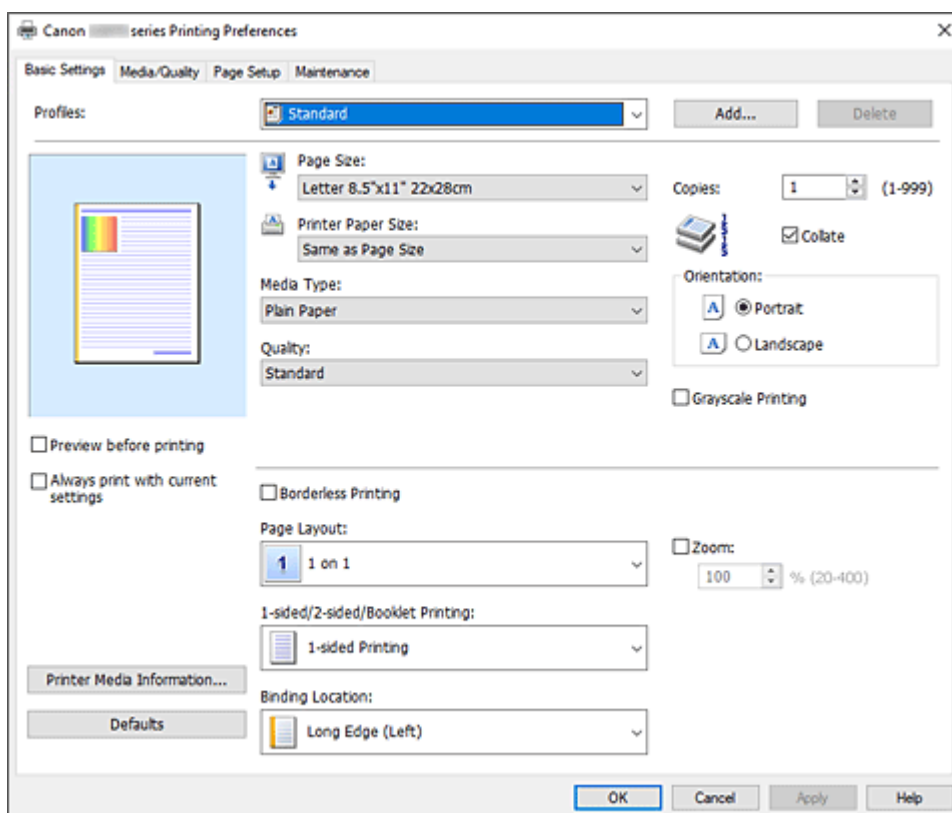 Canon series Printing Preferences
Basic Settings Media/Quality Page Setup Maintenance
Profiles: Standard Add... Delete
Page Size:
Letter 8.5"x11" 22x28cm
Copies: 1 (1-999)
Printer Paper Size:
Same as Page Size
Collate
Media Type:
Plain Paper
Orientation:
A Portrait
A Landscape
Quality:
Standard
Grayscale Printing
Preview before printing
Always print with current
settings
Borderless Printing
Page Layout:
1 1 on 1
Zoom:
100 % (20-400)
1-sided/2-sided/Booklet Printing:
1-sided Printing
Printer Media Information...
Binding Location:
Defaults
Long Edge (Left)
OK Cancel Apply Help